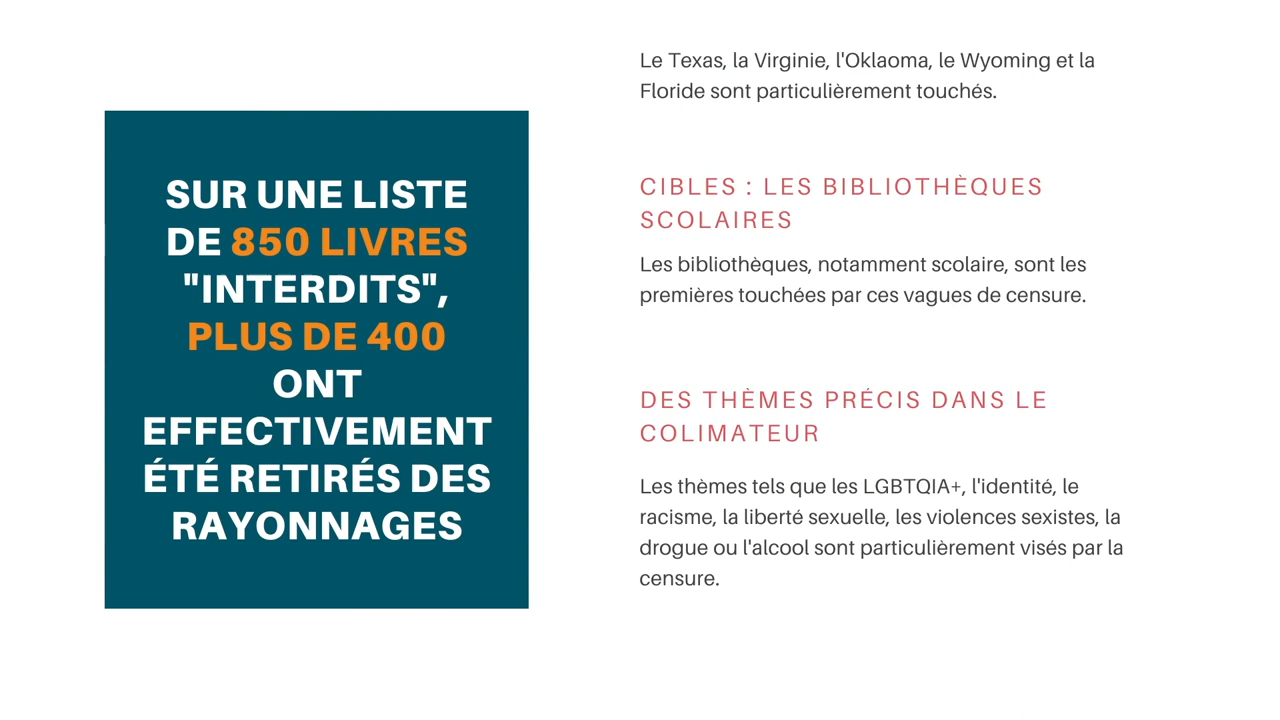 SUR UNE LISTE
DE 850 LIVRES
"INTERDITS",
PLUS DE 400
ONT
EFFECTIVEMENT
ÉTÉ RETIRÉS DES
RAYONNAGES
Le Texas, la Virginie, l'Oklaoma, le Wyoming et la
Floride sont particulièrement touchés.
CIBLES : LES BIBLIOTHÈQUES
SCOLAIRES
Les bibliothèques, notamment scolaire, sont les
premières touchées par ces vagues de censure.
DES THÈMES PRÉCIS DANS LE
COLIMATEUR
Les thèmes tels que les LGBTQIA+, l'identité, le
racisme, la liberté sexuelle, les violences sexistes, la
drogue ou l'alcool sont particulièrement visés par la
censure.